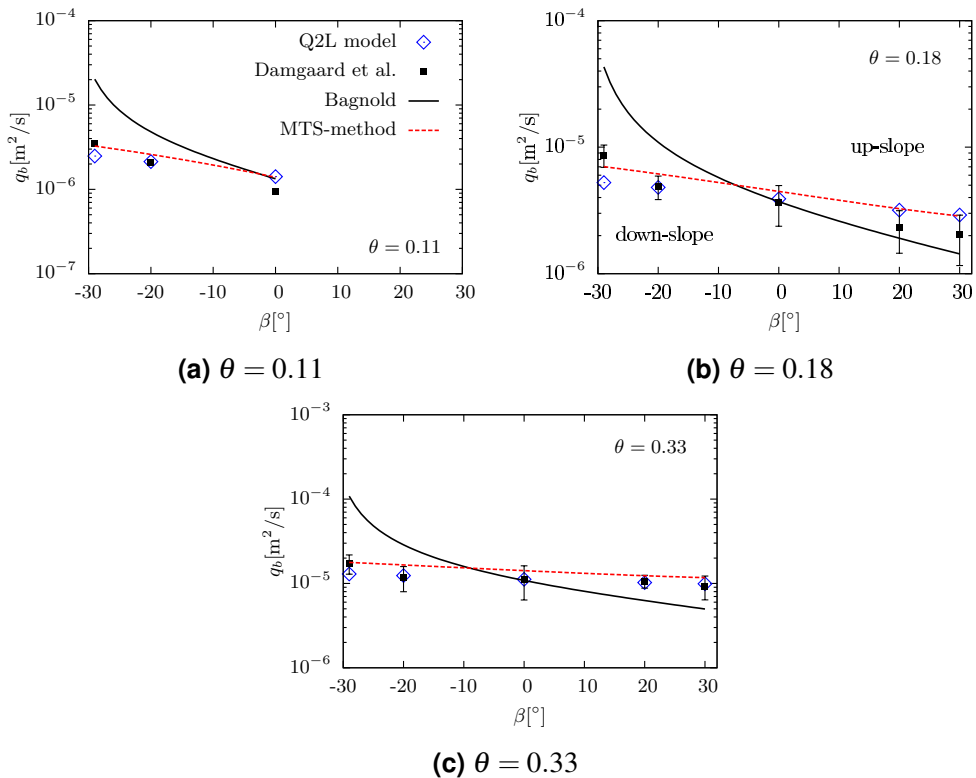 q_b[m²/s]
10⁻⁴
10⁻⁵
10⁻⁶
10⁻⁷
Q2L model
Damgaard et al.
Bagnold
MTS-method
θ = 0.11
-30 -20 -10 0 10 20 30
β[°]
(a) θ = 0.11
q_b[m²/s]
10⁻⁴
10⁻⁵
10⁻⁶
θ = 0.18
up-slope
down-slope
-30 -20 -10 0 10 20 30
β[°]
(b) θ = 0.18
q_b[m²/s]
10⁻³
10⁻⁴
10⁻⁵
10⁻⁶
θ = 0.33
-30 -20 -10 0 10 20 30
β[°]
(c) θ = 0.33